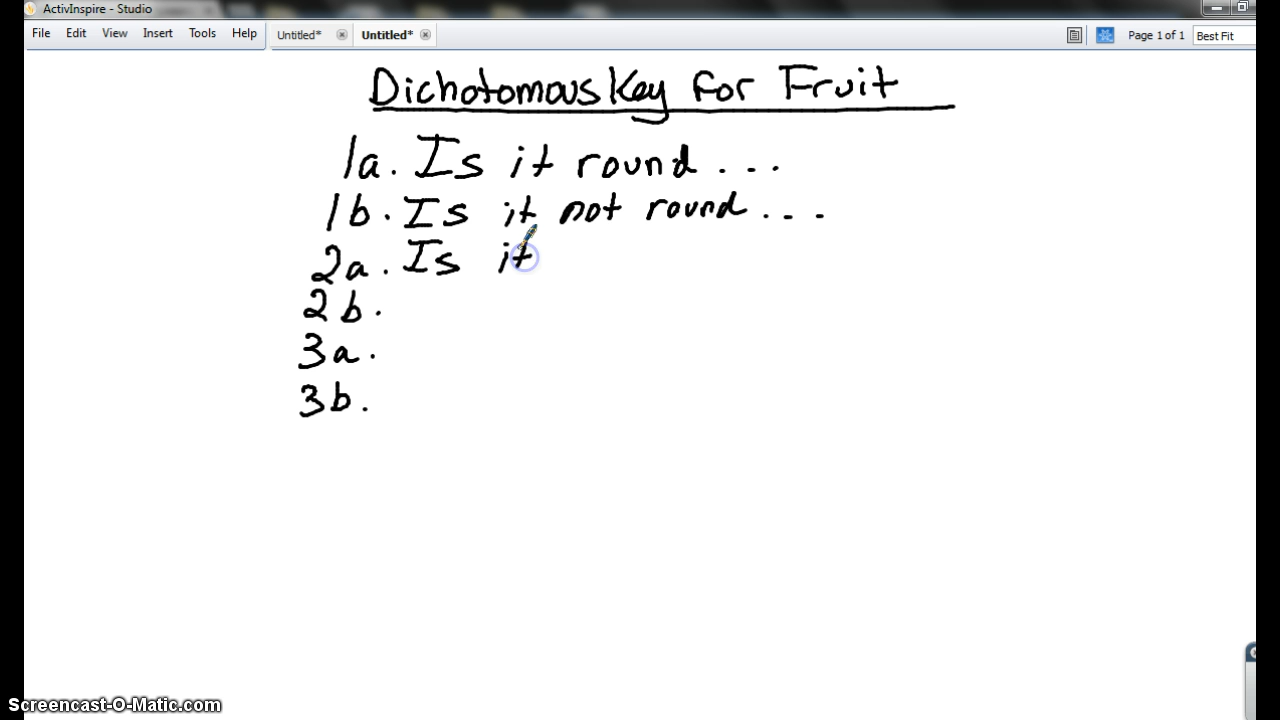 ActivInspire - Studio
File Edit View Insert Tools Help Untitled* Untitled* Page 1 of 1 Best Fit
Dichotomous Key for Fruit
1a. Is it round...
1b. Is it not round...
2a. Is it
2b.
3a.
3b.
Screencast-O-Matic.com